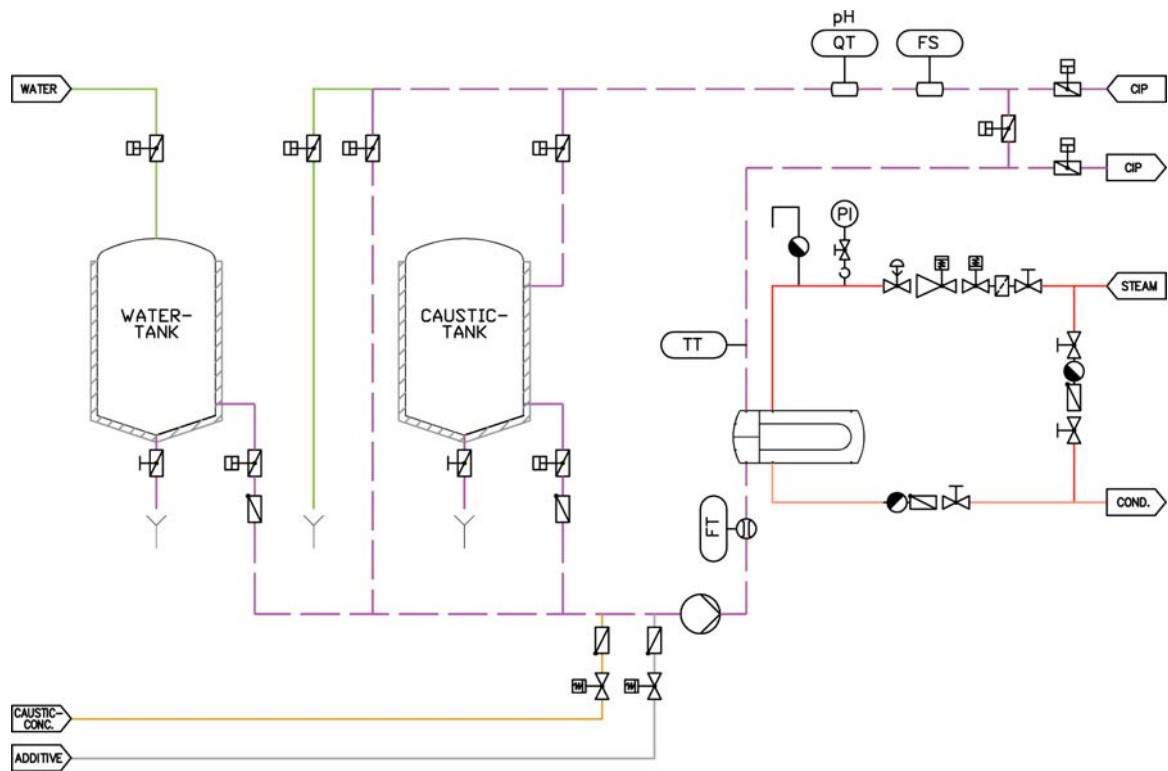 pH
QT
FS
WATER
CIP
CIP
PI
STEAM
WATER-
TANK
CAUSTIC-
TANK
TT
COND.
FT
CAUSTIC-
CONC.
ADDITIVE